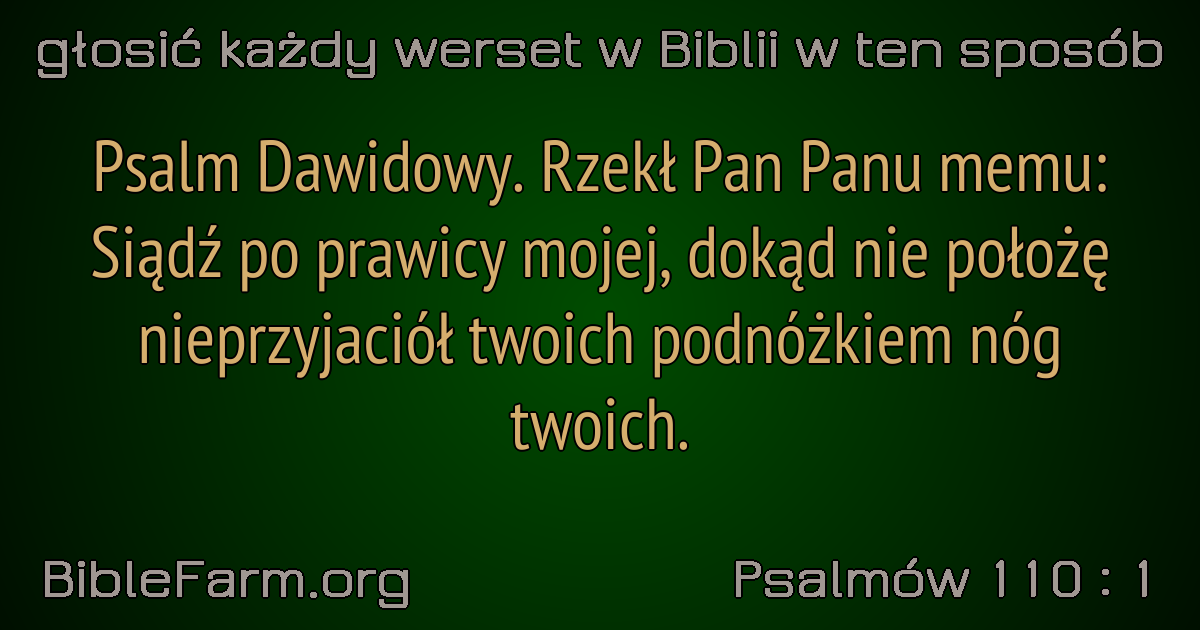 głosić każdy werset w Biblii w ten sposób
Psalm Dawidowy. Rzekł Pan Panu memu:
Siądź po prawicy mojej, dokąd nie położę
nieprzyjaciół twoich podnóżkiem nóg
twoich.
BibleFarm.org
Psalmów 110 : 1